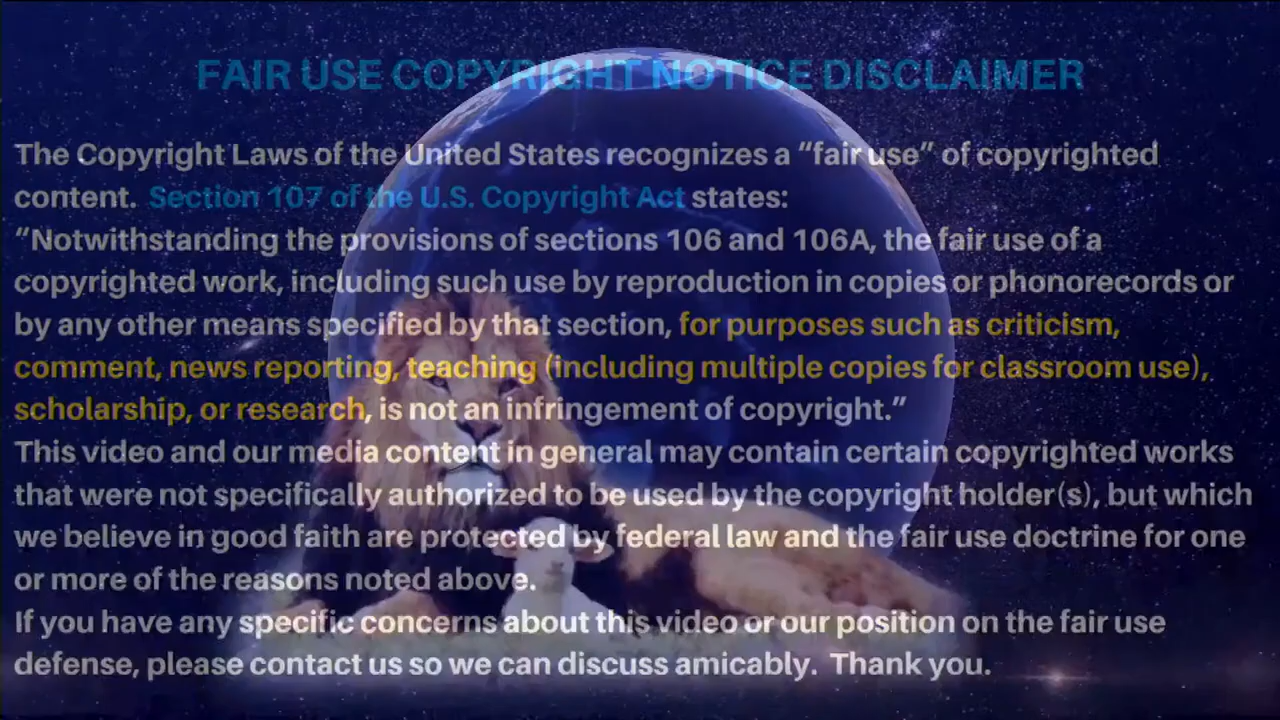 FAIR USE COPYRIGHT NOTICE DISCLAIMER
The Copyright Laws of the United States recognizes a “fair use” of copyrighted
content. Section 107 of the U.S. Copyright Act states:
“Notwithstanding the provisions of sections 106 and 106A, the fair use of a
copyrighted work, including such use by reproduction in copies or phonorecords or
by any other means specified by that section, for purposes such as criticism,
comment, news reporting, teaching (including multiple copies for classroom use),
scholarship, or research, is not an infringement of copyright.”
This video and our media content in general may contain certain copyrighted works
that were not specifically authorized to be used by the copyright holder(s), but which
we believe in good faith are protected by federal law and the fair use doctrine for one
or more of the reasons noted above.
If you have any specific concerns about this video or our position on the fair use
defense, please contact us so we can discuss amicably. Thank you.